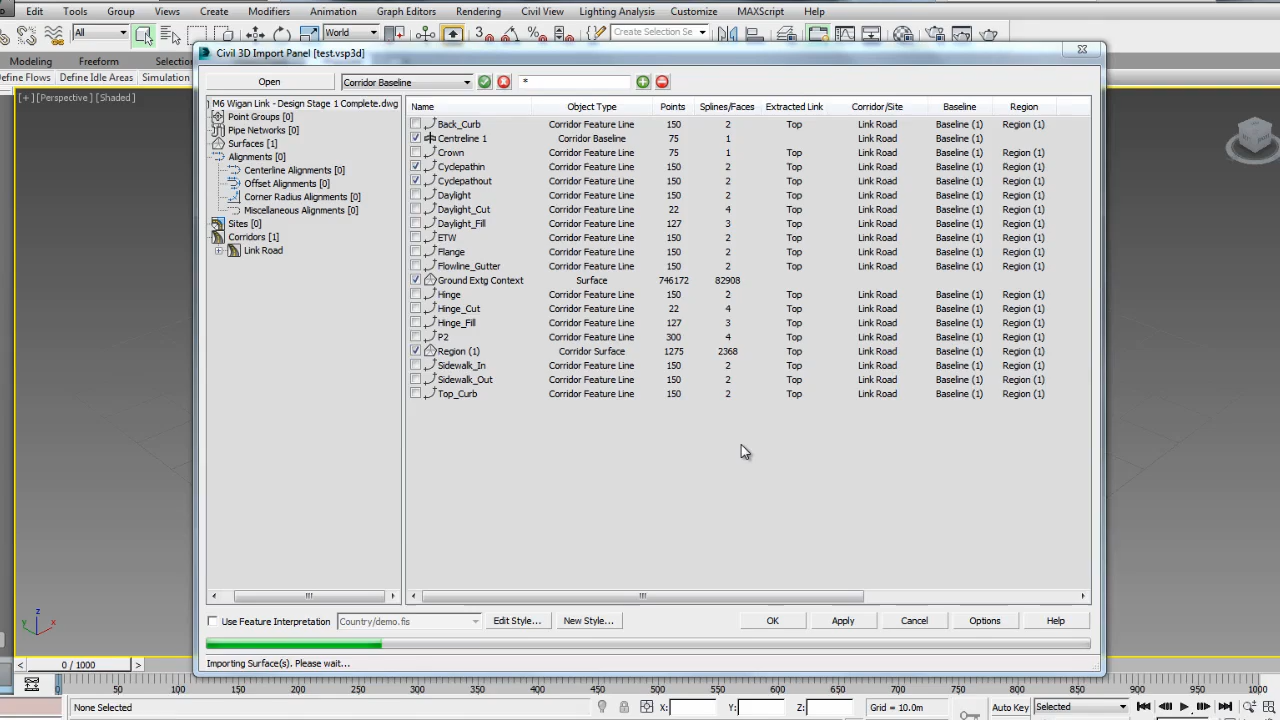 Edit Tools Group Views Create Modifiers Animation Graph Editors Rendering Civil View Lighting Analysis Customize MAXScript Help
All World Create Selection Se
Modeling Freeform Selectio
Define Flows Define Idle Areas Simulation
[ + ] [Perspective ] [Shaded ]
Civil 3D Import Panel [test.vsp3d]
Open Corridor Baseline *
M6 Wigan Link - Design Stage 1 Complete.dwg
Point Groups [0]
Pipe Networks [0]
Surfaces [1]
Alignments [0]
Centerline Alignments [0]
Offset Alignments [0]
Corner Radius Alignments [0]
Miscellaneous Alignments [0]
Sites [0]
Corridors [1]
Link Road
Name Object Type Points Splines/Faces Extracted Link Corridor/Site Baseline Region
Back_Curb Corridor Feature Line 150 2 Top Link Road Baseline (1) Region (1)
Centreline 1 Corridor Baseline 75 1 Link Road Baseline (1)
Crown Corridor Feature Line 75 1 Top Link Road Baseline (1) Region (1)
Cyclepathin Corridor Feature Line 150 2 Top Link Road Baseline (1) Region (1)
Cyclepathout Corridor Feature Line 150 2 Top Link Road Baseline (1) Region (1)
Daylight Corridor Feature Line 150 2 Top Link Road Baseline (1) Region (1)
Daylight_Cut Corridor Feature Line 22 4 Top Link Road Baseline (1) Region (1)
Daylight_Fill Corridor Feature Line 127 3 Top Link Road Baseline (1) Region (1)
ETW Corridor Feature Line 150 2 Top Link Road Baseline (1) Region (1)
Flange Corridor Feature Line 150 2 Top Link Road Baseline (1) Region (1)
Flowline_Gutter Corridor Feature Line 150 2 Top Link Road Baseline (1) Region (1)
Ground Extg Context Surface 746172 82908
Hinge Corridor Feature Line 150 2 Top Link Road Baseline (1) Region (1)
Hinge_Cut Corridor Feature Line 22 4 Top Link Road Baseline (1) Region (1)
Hinge_Fill Corridor Feature Line 127 3 Top Link Road Baseline (1) Region (1)
P2 Corridor Feature Line 300 4 Top Link Road Baseline (1) Region (1)
Region (1) Corridor Surface 1275 2368 Top Link Road Baseline (1) Region (1)
Sidewalk_In Corridor Feature Line 150 2 Top Link Road Baseline (1) Region (1)
Sidewalk_Out Corridor Feature Line 150 2 Top Link Road Baseline (1) Region (1)
Top_Curb Corridor Feature Line 150 2 Top Link Road Baseline (1) Region (1)
Use Feature Interpretation Country/demo.fis Edit Style... New Style... OK Apply Cancel Options Help
Importing Surface(s). Please wait...
z
y x
< 0 / 1000 >
0 50 100 150 200 250 300 350 400 450 500 550 600 650 700 750 800 850 900 950 1000
None Selected X: Y: Z: Grid = 10.0m Auto Key Selected